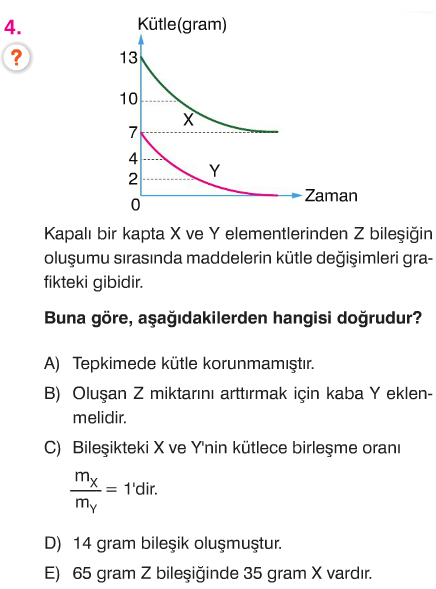 4.
?
Kütle(gram)
13
10
7
4
2
0
X
Y
Zaman
Kapalı bir kapta X ve Y elementlerinden Z bileşiğin
oluşumu sırasında maddelerin kütle değişimleri gra-
fikteki gibidir.
Buna göre, aşağıdakilerden hangisi doğrudur?
A) Tepkimede kütle korunmamıştır.
B) Oluşan Z miktarını arttırmak için kaba Y eklen-
melidir.
C) Bileşikteki X ve Y'nin kütlece birleşme oranı
mX
/ mY = 1'dir.
D) 14 gram bileşik oluşmuştur.
E) 65 gram Z bileşiğinde 35 gram X vardır.